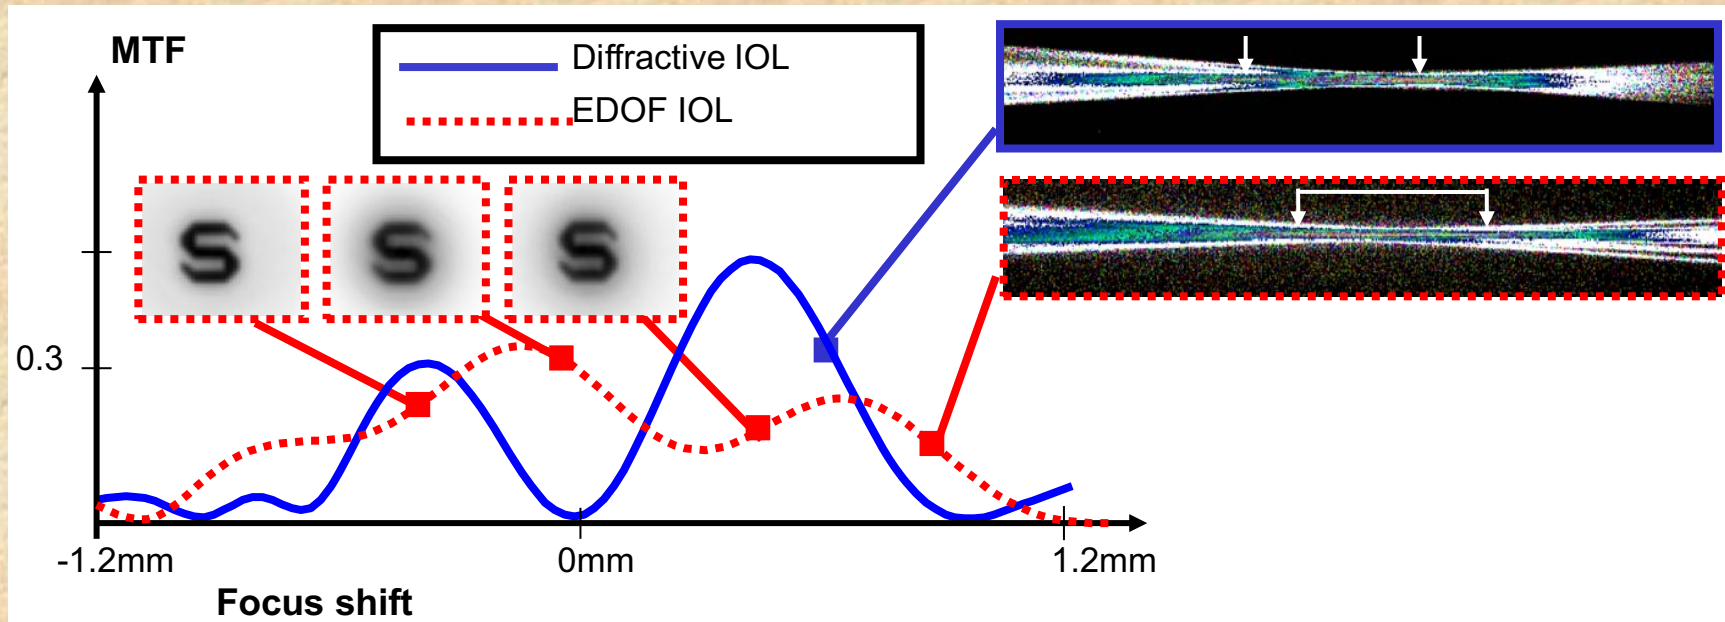 MTF
Diffractive IOL
EDOF IOL
S S S
0.3
-1.2mm 0mm 1.2mm
Focus shift